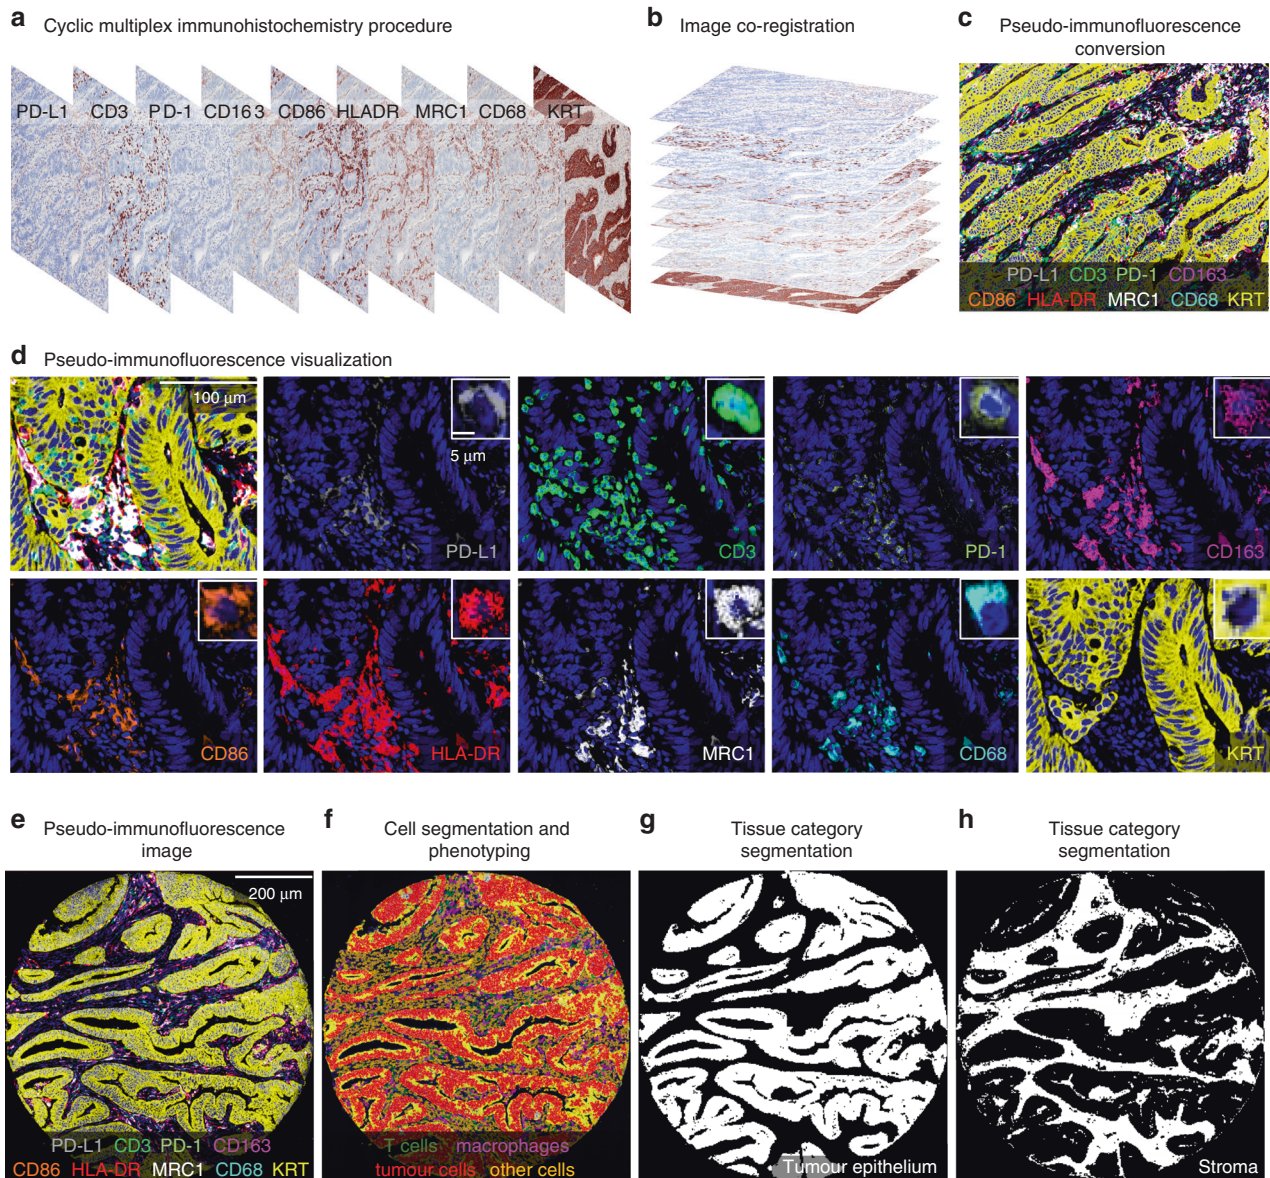 a Cyclic multiplex immunohistochemistry procedure
PD-L1 CD3 PD-1 CD163 CD86 HLADR MRC1 CD68 KRT
b Image co-registration
c Pseudo-immunofluorescence
conversion
PD-L1 CD3 PD-1 CD163
CD86 HLA-DR MRC1 CD68 KRT
d Pseudo-immunofluorescence visualization
100 µm
5 µm
PD-L1
CD3
PD-1
CD163
CD86
HLA-DR
MRC1
CD68
KRT
e Pseudo-immunofluorescence
image
200 µm
PD-L1 CD3 PD-1 CD163
CD86 HLA-DR MRC1 CD68 KRT
f Cell segmentation and
phenotyping
T cells macrophages
tumour cells other cells
g Tissue category
segmentation
Tumour epithelium
h Tissue category
segmentation
Stroma